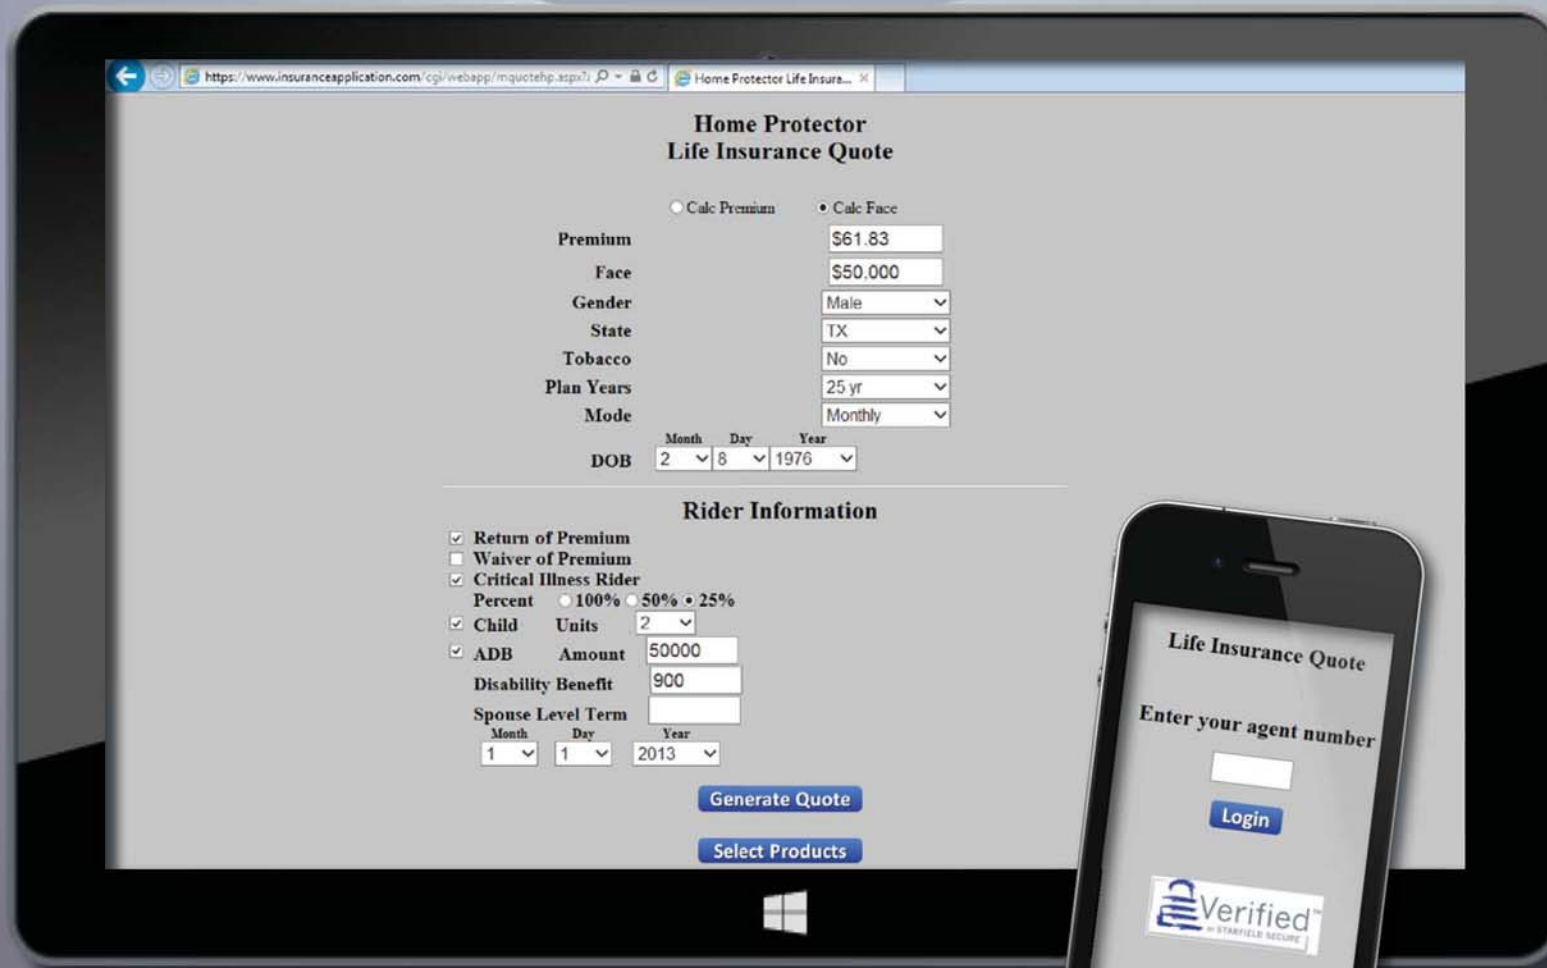 https://www.insuranceapplication.com/cgi/webapp/mquotehp.aspx?
Home Protector Life Insura...
Home Protector
Life Insurance Quote
Calc Premium Calc Face
Premium $61.83
Face $50,000
Gender Male
State TX
Tobacco No
Plan Years 25 yr
Mode Monthly
Month Day Year
DOB 2 8 1976
Rider Information
Return of Premium
Waiver of Premium
Critical Illness Rider
Percent 100% 50% 25%
Child Units 2
ADB Amount 50000
Disability Benefit 900
Spouse Level Term
Month Day Year
1 1 2013
Generate Quote
Select Products
Life Insurance Quote
Enter your agent number
Login
Verified™
by STARFIELD SECURE